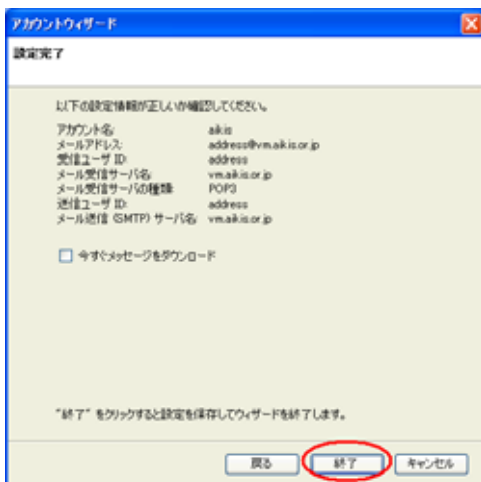 アカウントウィザード
設定完了
以下の設定情報が正しいか確認してください。
アカウント名: aikis
メールアドレス: address@vm.aikis.or.jp
受信ユーザ ID: address
メール受信サーバ名: vm.aikis.or.jp
メール受信サーバの種類: POP3
送信ユーザ ID: address
メール送信 (SMTP) サーバ名: vm.aikis.or.jp
今すぐメッセージをダウンロード
"終了" をクリックすると設定を保存してウィザードを終了します。
戻る 終了 キャンセル